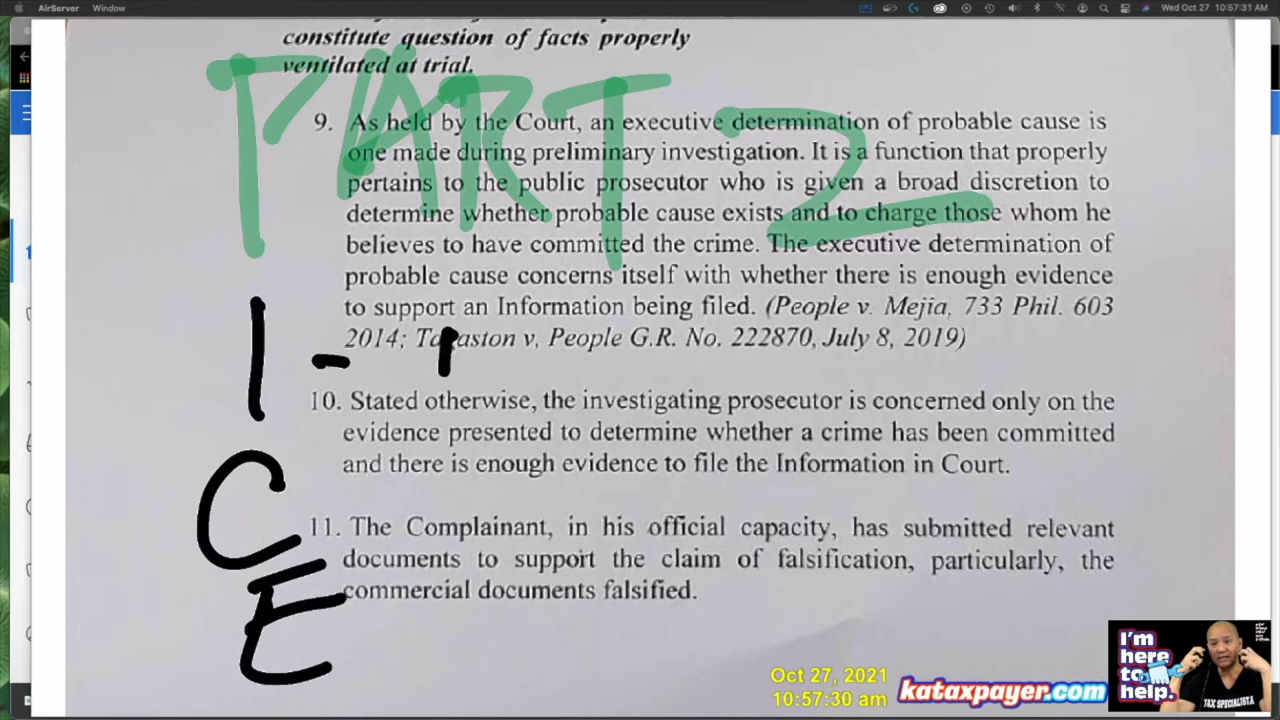 AirServer Window Wed Oct 27 10:57:31 AM
constitute question of facts properly
ventilated at trial.
PART 2
9. As held by the Court, an executive determination of probable cause is
one made during preliminary investigation. It is a function that properly
pertains to the public prosecutor who is given a broad discretion to
determine whether probable cause exists and to charge those whom he
believes to have committed the crime. The executive determination of
probable cause concerns itself with whether there is enough evidence
to support an Information being filed. (People v. Mejia, 733 Phil. 603
2014; v, People G.R. No. 222870, July 8, 2019)
I - 1
10. Stated otherwise, the investigating prosecutor is concerned only on the
evidence presented to determine whether a crime has been committed
and there is enough evidence to file the Information in Court.
C
11. The Complainant, in his official capacity, has submitted relevant
documents to support the claim of falsification, particularly, the
commercial documents falsified.
E
I'm
here
to
help.
TAX SPECIALISTA
Oct 27, 2021
10:57:30 am
kataxpayer.com